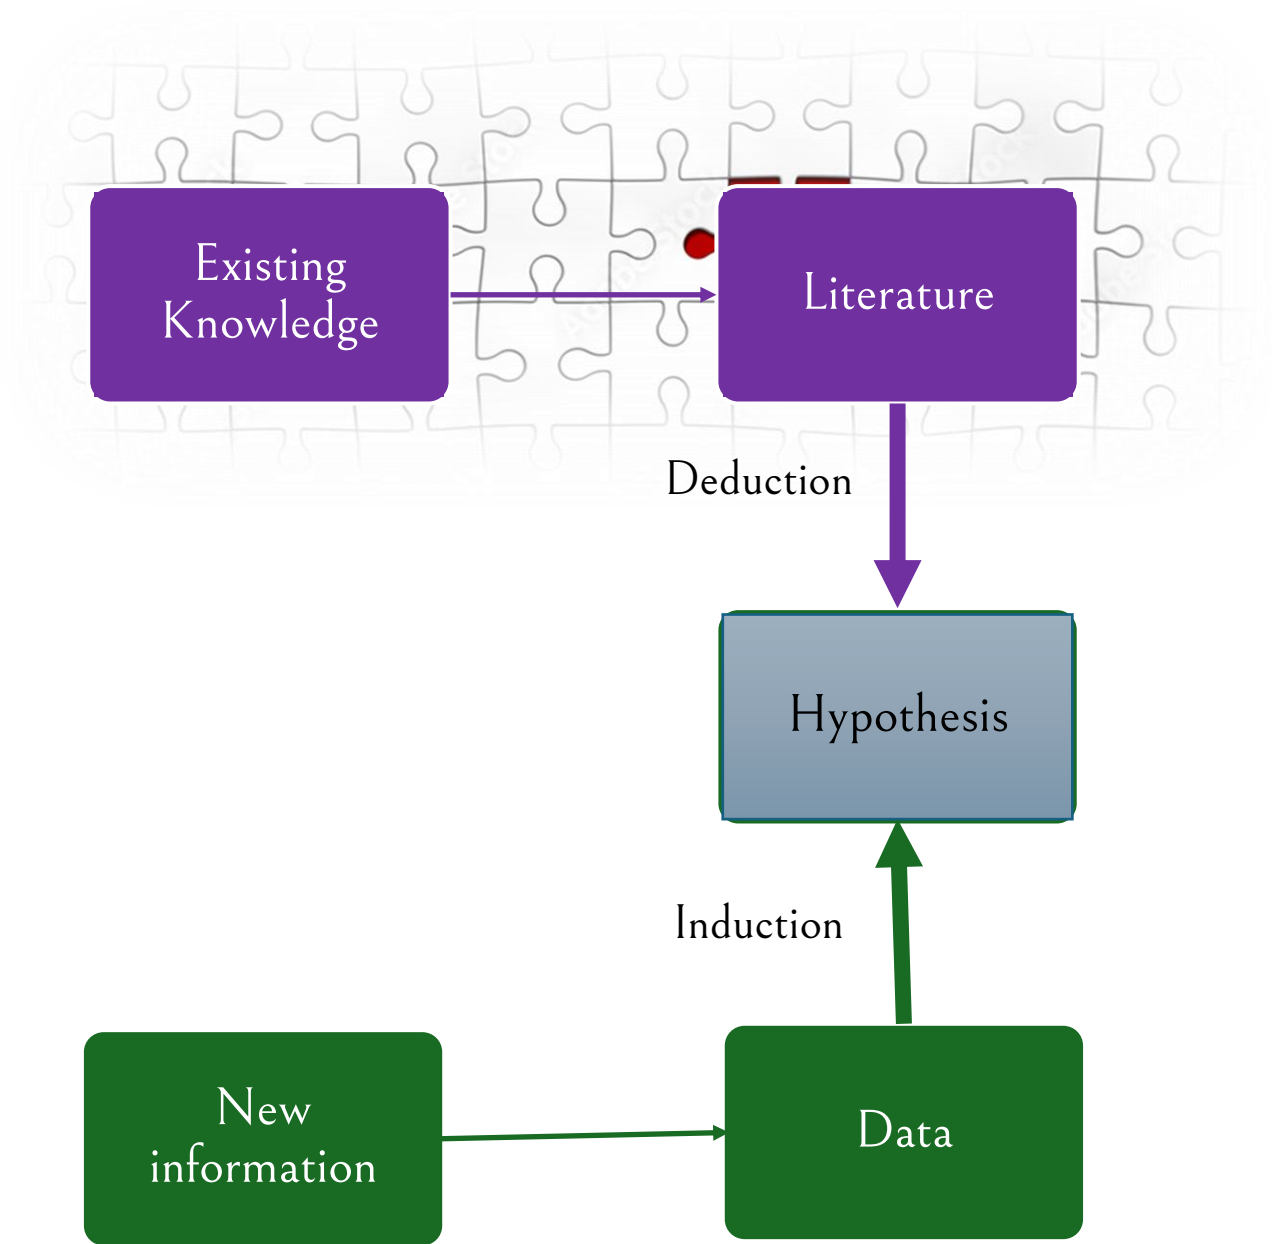 Existing
Knowledge
Literature
Deduction
Hypothesis
Induction
New
information
Data